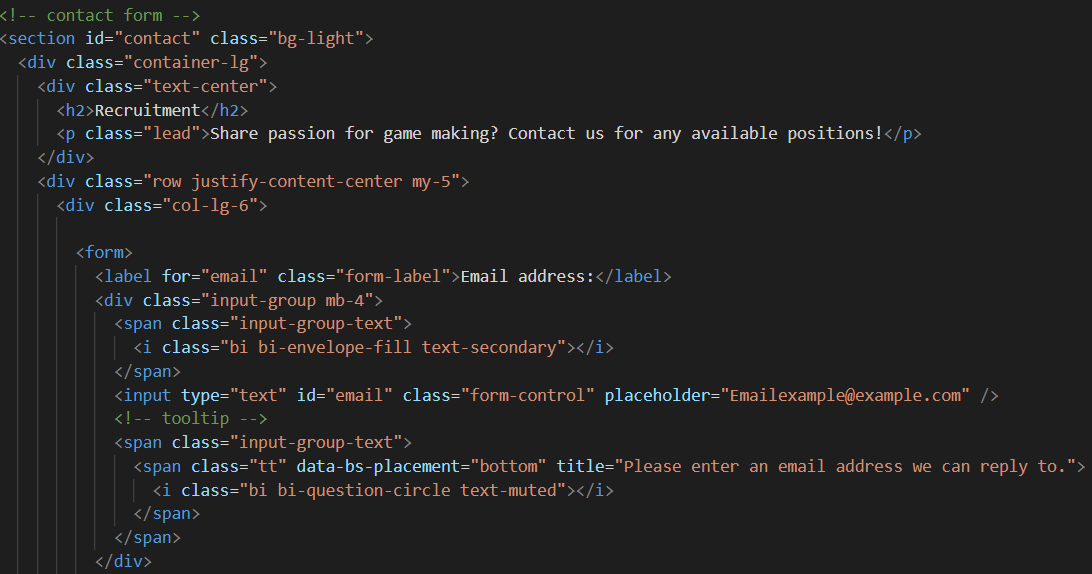 <!-- contact form -->
<section id="contact" class="bg-light">
<div class="container-lg">
<div class="text-center">
<h2>Recruitment</h2>
<p class="lead">Share passion for game making? Contact us for any available positions!</p>
</div>
<div class="row justify-content-center my-5">
<div class="col-lg-6">
<form>
<label for="email" class="form-label">Email address:</label>
<div class="input-group mb-4">
<span class="input-group-text">
<i class="bi bi-envelope-fill text-secondary"></i>
</span>
<input type="text" id="email" class="form-control" placeholder="Emailexample@example.com" />
<!-- tooltip -->
<span class="input-group-text">
<span class="tt" data-bs-placement="bottom" title="Please enter an email address we can reply to.">
<i class="bi bi-question-circle text-muted"></i>
</span>
</span>
</div>